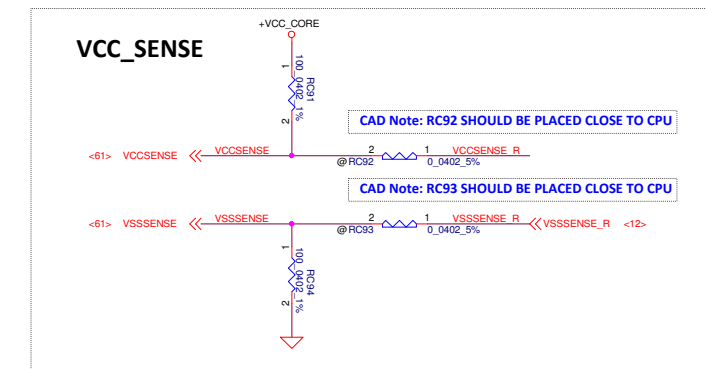 +VCC_CORE
VCC_SENSE
1
100_0402_1%
RC91
2
CAD Note: RC92 SHOULD BE PLACED CLOSE TO CPU
<61> VCCSENSE VCCSENSE 2 1 VCCSENSE_R
@ RC92 0_0402_5%
CAD Note: RC93 SHOULD BE PLACED CLOSE TO CPU
<61> VSSSENSE VSSSENSE 2 1 VSSSENSE_R VSSSENSE_R <12>
@ RC93 0_0402_5%
1
100_0402_1%
RC94
2